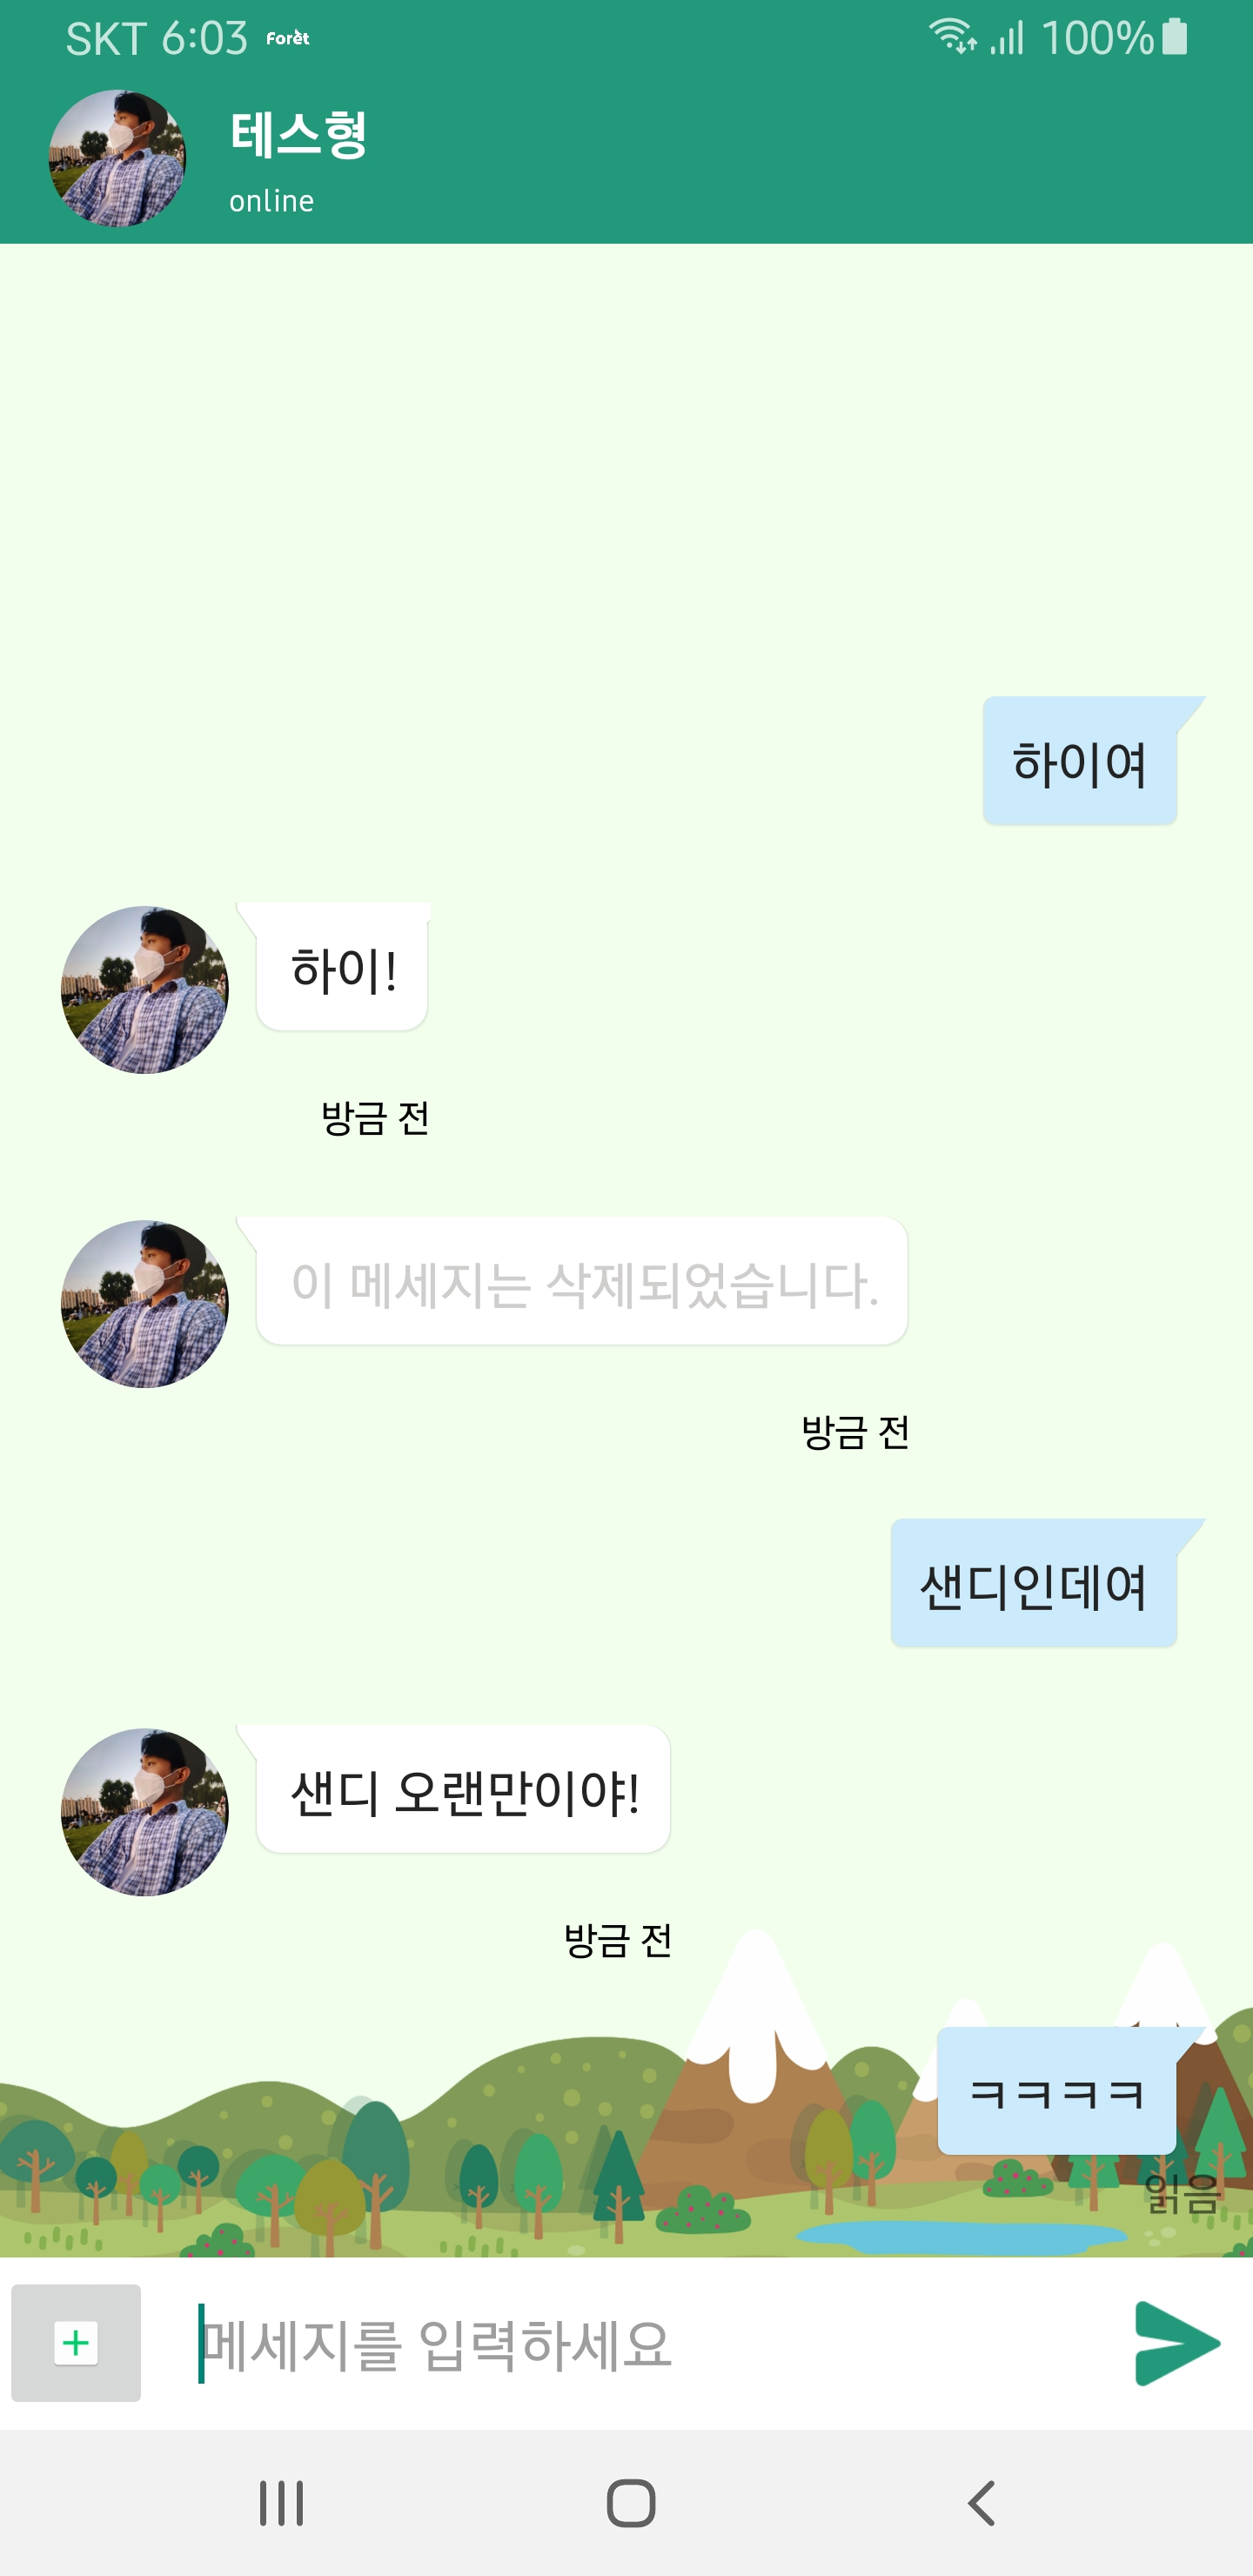 SKT 6:03 Forêt 100%
테스형
online
하이여
하이!
방금 전
이 메세지는 삭제되었습니다.
방금 전
샌디인데여
샌디 오랜만이야!
방금 전
ㅋㅋㅋㅋ
읽음
메세지를 입력하세요